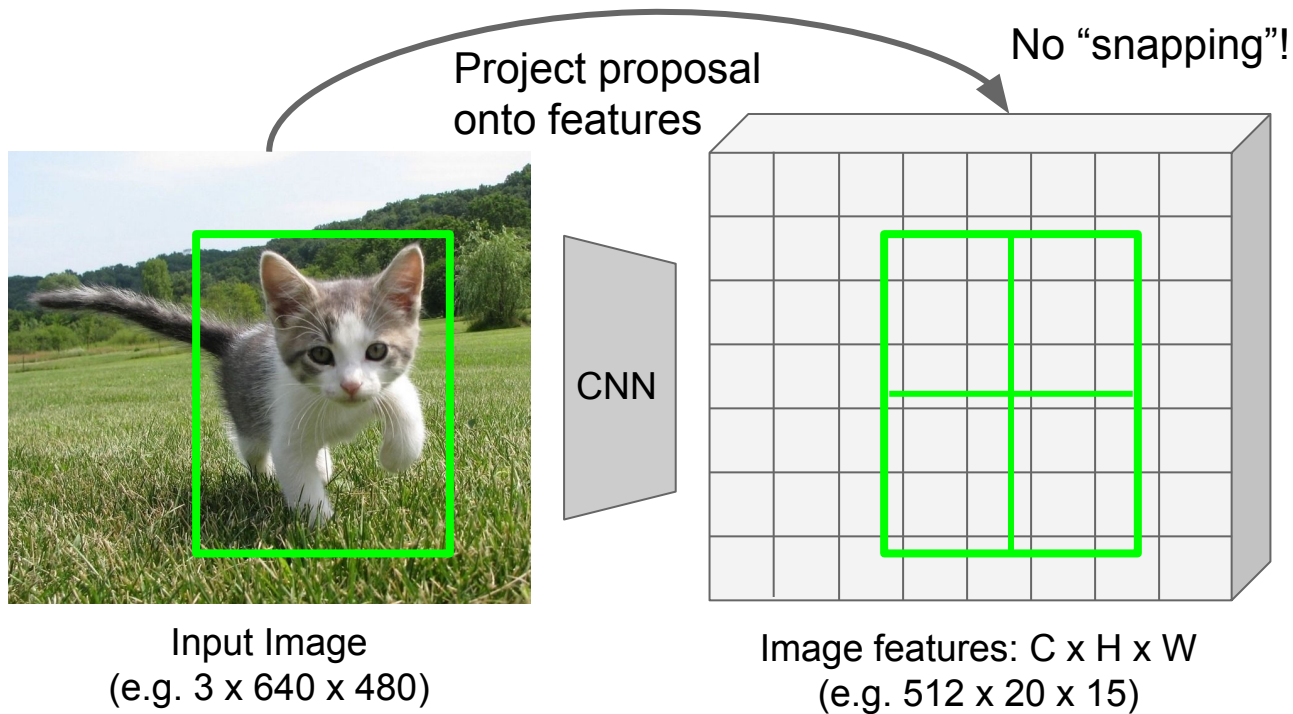 No “snapping”!
Project proposal
onto features
CNN
Input Image
(e.g. 3 x 640 x 480)
Image features: C x H x W
(e.g. 512 x 20 x 15)